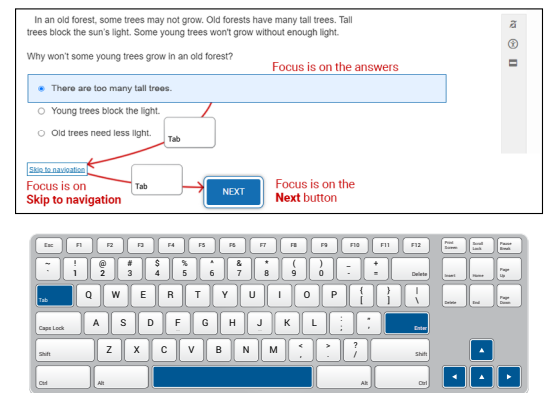 In an old forest, some trees may not grow. Old forests have many tall trees. Tall
trees block the sun's light. Some young trees won't grow without enough light.
Why won't some young trees grow in an old forest?
Focus is on the answers
There are too many tall trees.
Young trees block the light.
Old trees need less light.
Tab
Skip to navigation
Focus is on
Skip to navigation
Tab
NEXT
Focus is on the
Next button
Esc F1 F2 F3 F4 F5 F6 F7 F8 F9 F10 F11 F12 Print Screen Scroll Lock Pause Break
~ ! @ # $ % ^ & * ( ) _ +
` 1 2 3 4 5 6 7 8 9 0 - = Delete Insert Home Page Up
Tab Q W E R T Y U I O P { [ } ] | \ Delete End Page Down
Caps Lock A S D F G H J K L : ; " ' Enter
Shift Z X C V B N M < , > . ? / Shift
Ctrl Alt Alt Ctrl